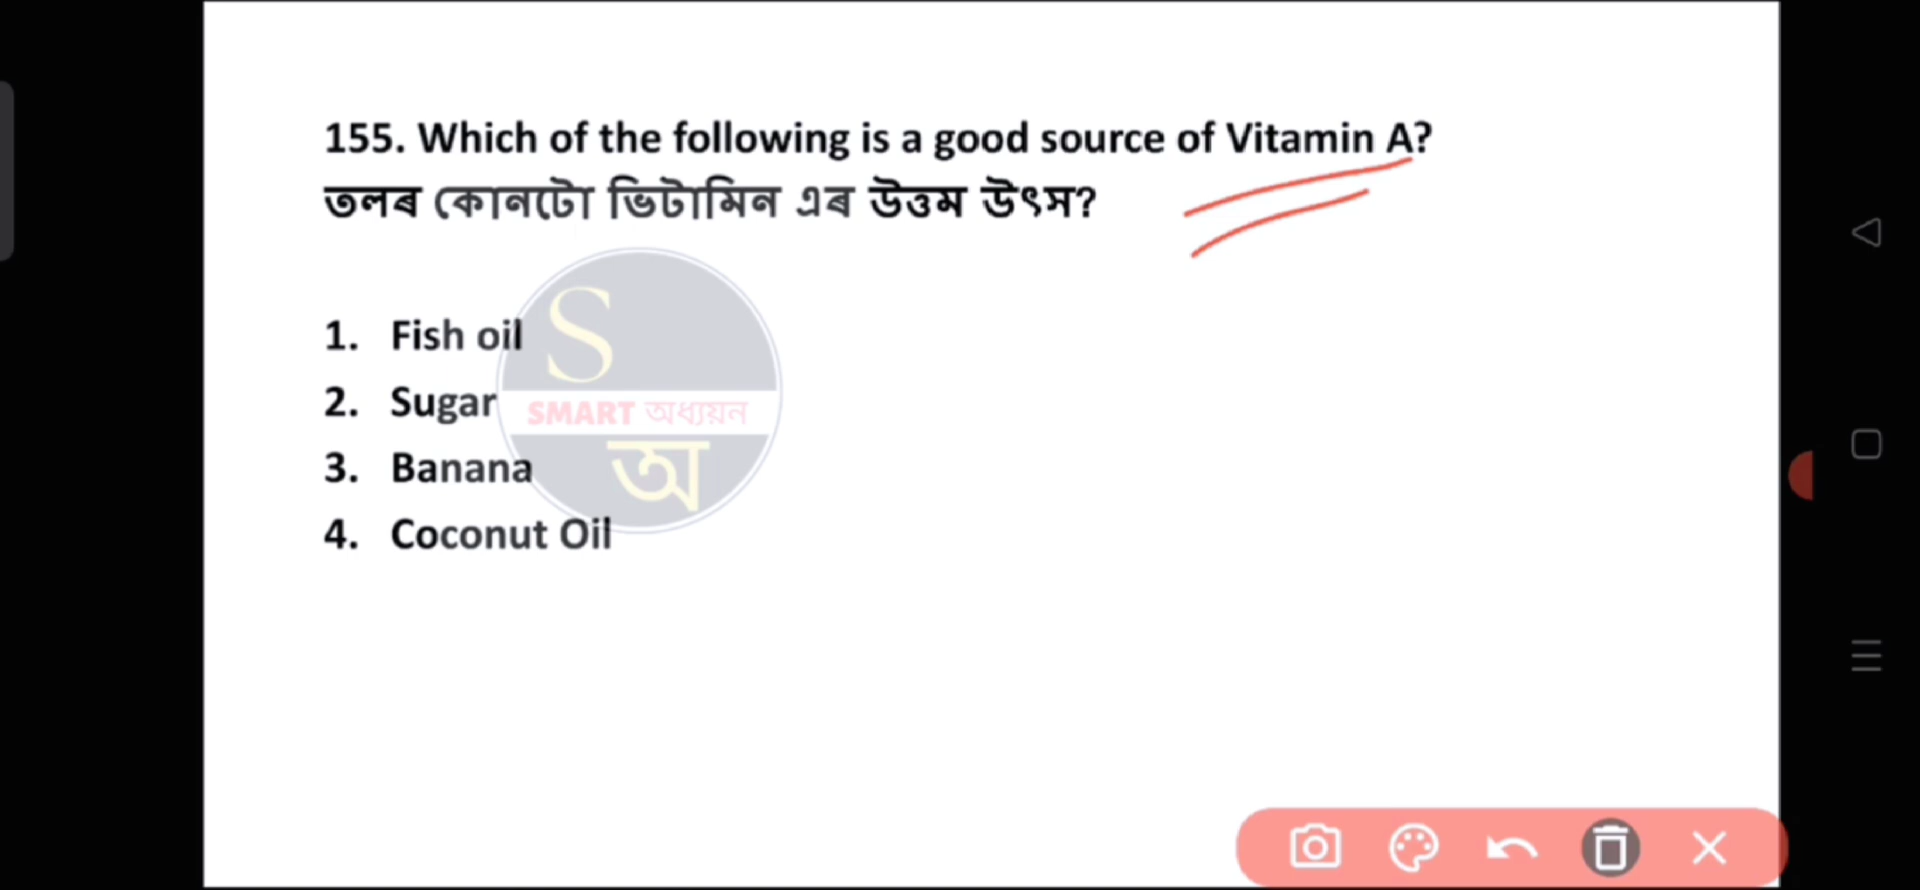 155. Which of the following is a good source of Vitamin A?
তলৰ কোনটো ভিটামিন এৰ উত্তম উৎস?
1. Fish oil
2. Sugar
3. Banana
4. Coconut Oil
S
SMART অধ্যয়ন
অ